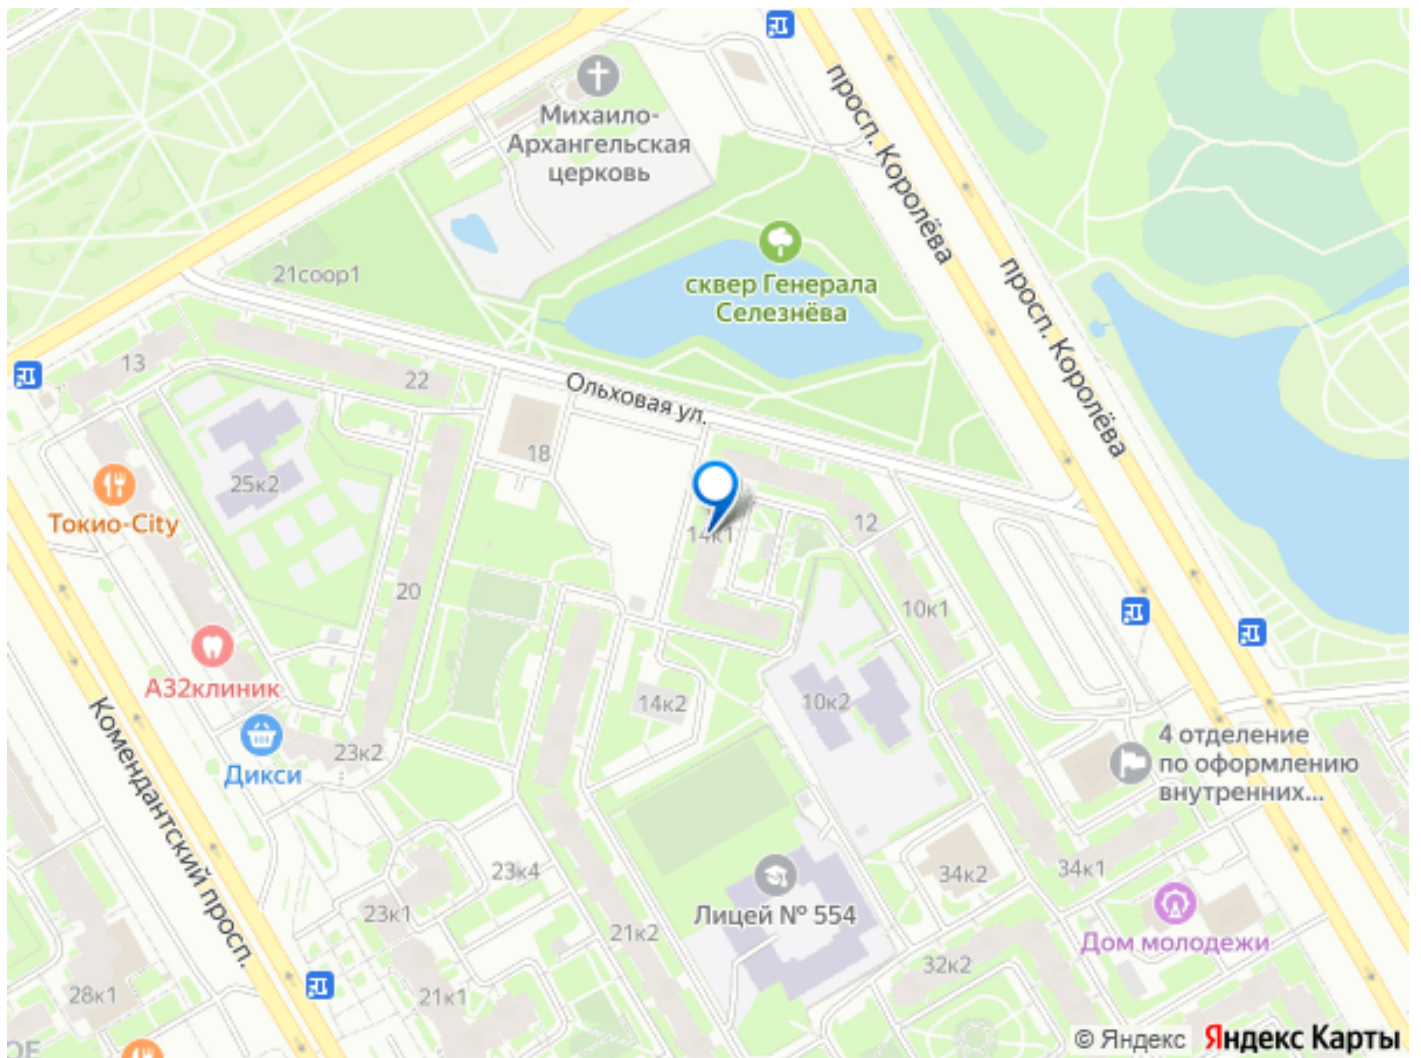 просп. Королёва
Михаило-
Архангельская
церковь
21соор1
сквер Генерала
Селезнёва
просп. Королёва
13
22
Ольховая ул.
18
25к2
Токио-City
14к1
12
20
10к1
А32клиник
14к2
10к2
23к2
Дикси
Комендантский просп.
4 отделение
по оформлению
внутренних...
23к4
34к2
34к1
23к1
Лицей № 554
21к2
Дом молодежи
32к2
28к1
21к1
© Яндекс Яндекс Карты